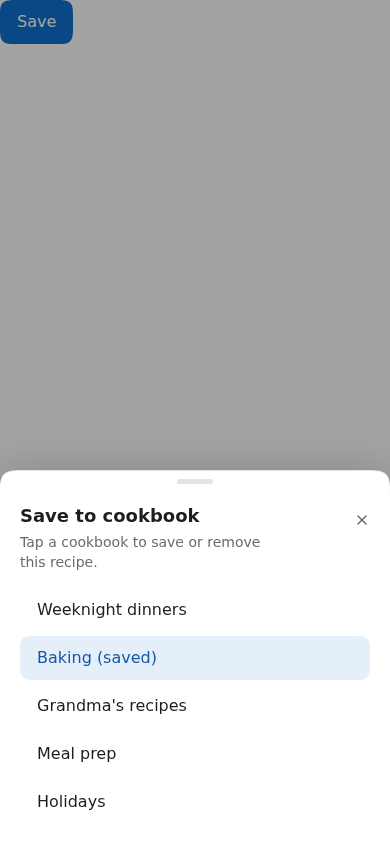 Save
Save to cookbook
Tap a cookbook to save or remove
this recipe.
Weeknight dinners
Baking (saved)
Grandma's recipes
Meal prep
Holidays